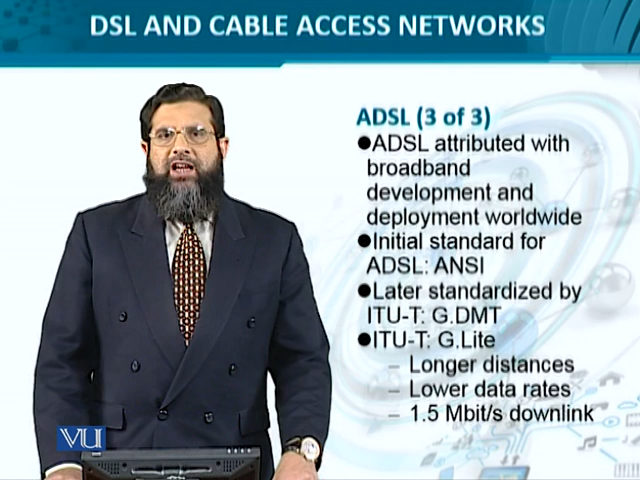 DSL AND CABLE ACCESS NETWORKS
ADSL (3 of 3)
●ADSL attributed with
broadband
development and
deployment worldwide
●Initial standard for
ADSL: ANSI
●Later standardized by
ITU-T: G.DMT
●ITU-T: G.Lite
– Longer distances
– Lower data rates
– 1.5 Mbit/s downlink
VU